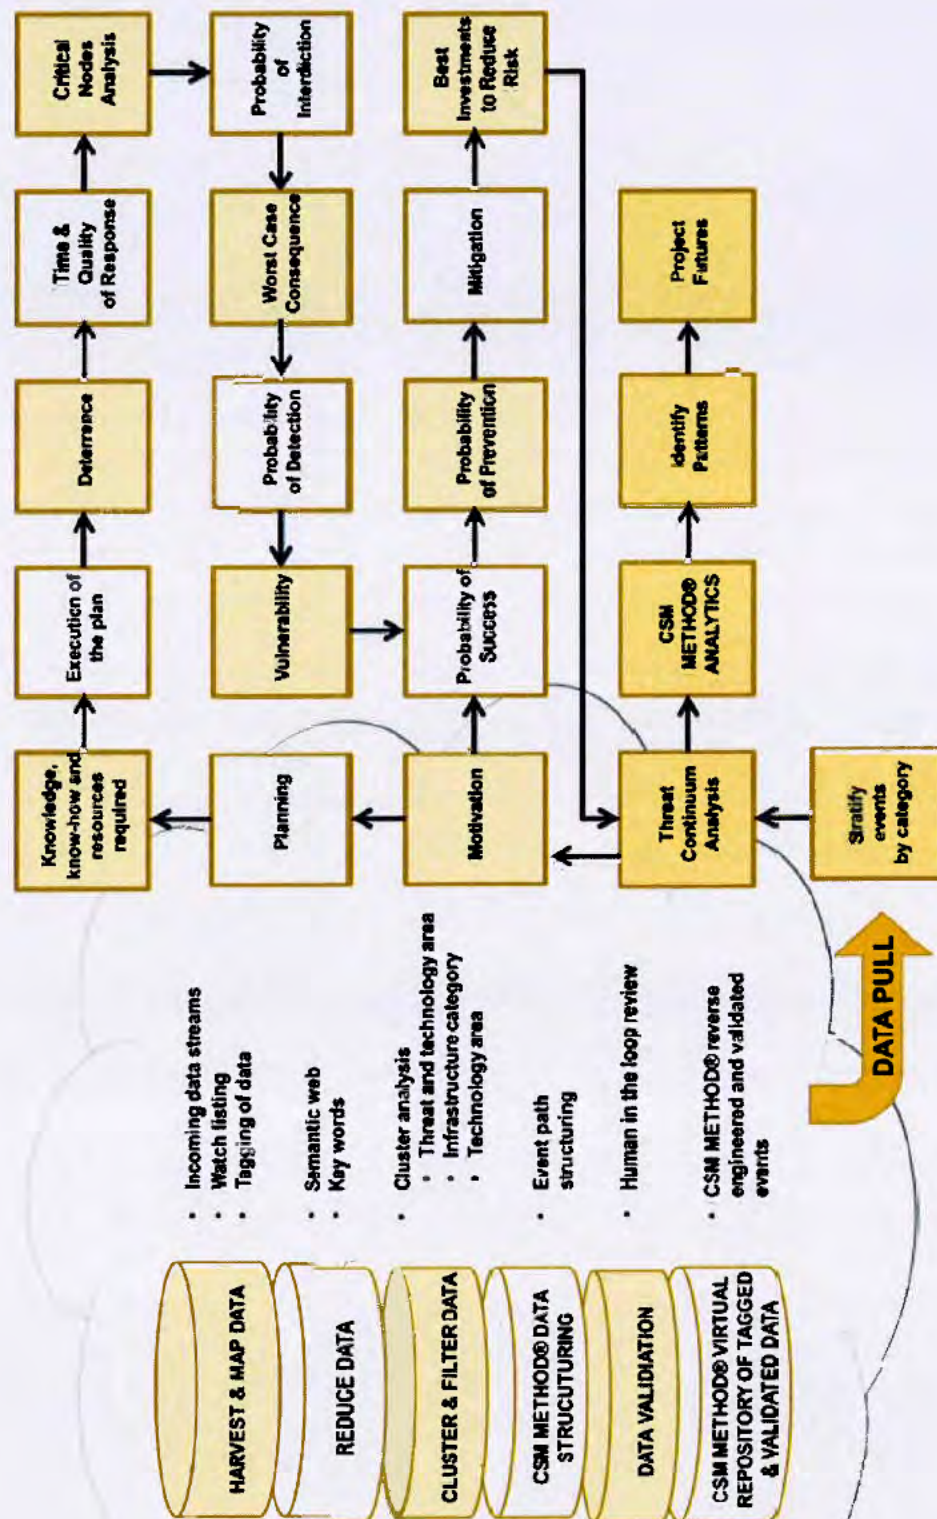 HARVEST & MAP DATA
• Incoming data streams
• Watch listing
• Tagging of data
REDUCE DATA
• Semantic web
• Key words
CLUSTER & FILTER DATA
• Cluster analysis
• Threat and technology area
• Infrastructure category
• Technology area
CSM METHOD® DATA
STRUCUTURING
• Event path
structuring
DATA VALIDIATION
• Human in the loop review
CSM METHOD® VIRTUAL
REPOSITORY OF TAGGED
& VALIDATED DATA
• CSM METHOD® reverse
engineered and validated
events
DATA PULL
Stratify
events
by category
Threat
Continuum
Analysis
Motivation
Planning
Knowledge,
know-how and
resources
required
Execution of
the plan
Deterrence
Time &
Quality
of Response
Critical
Nodes
Analysis
Probability
of
Interdiction
Worst Case
Consequence
Probability
of Detection
Vulnerability
Probability of
Success
Probability
of Prevention
Mitigation
Best
Investments
to Reduce
Risk
CSM
METHOD®
ANALYTICS
Identify
Patterns
Project
Futures